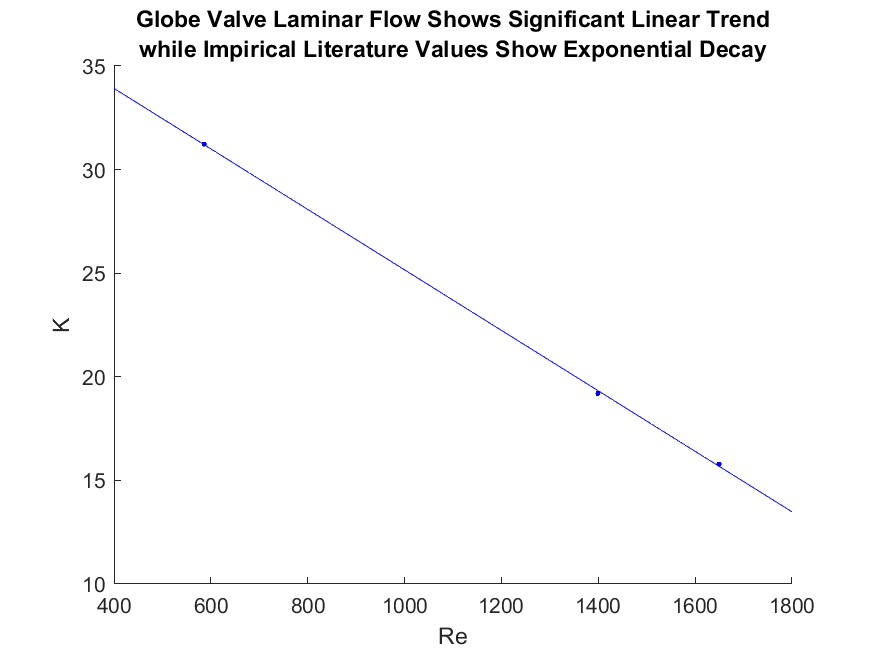 Globe Valve Laminar Flow Shows Significant Linear Trend
while Impirical Literature Values Show Exponential Decay
35
30
25
20
15
10
K
400 600 800 1000 1200 1400 1600 1800
Re